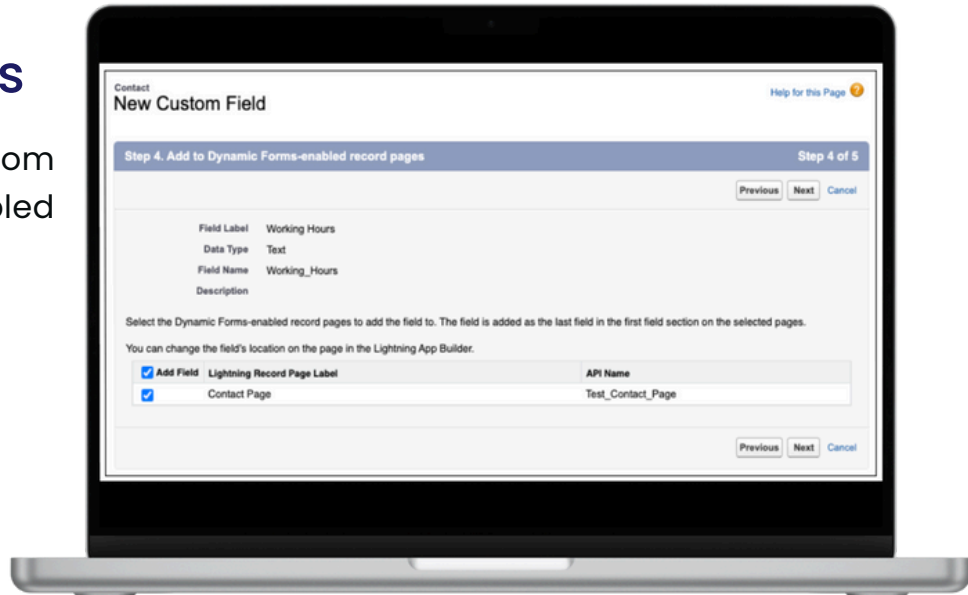 s
om
bled
Contact
New Custom Field
Help for this Page ?
Step 4. Add to Dynamic Forms-enabled record pages Step 4 of 5
Previous Next Cancel
Field Label Working Hours
Data Type Text
Field Name Working_Hours
Description
Select the Dynamic Forms-enabled record pages to add the field to. The field is added as the last field in the first field section on the selected pages.
You can change the field's location on the page in the Lightning App Builder.
Add Field Lightning Record Page Label API Name
Contact Page Test_Contact_Page
Previous Next Cancel